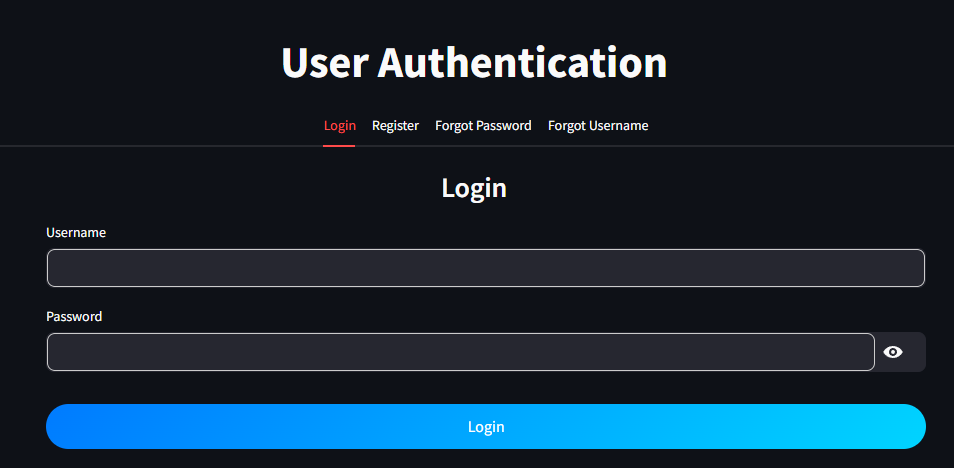 User Authentication
Login Register Forgot Password Forgot Username
Login
Username
Password
Login